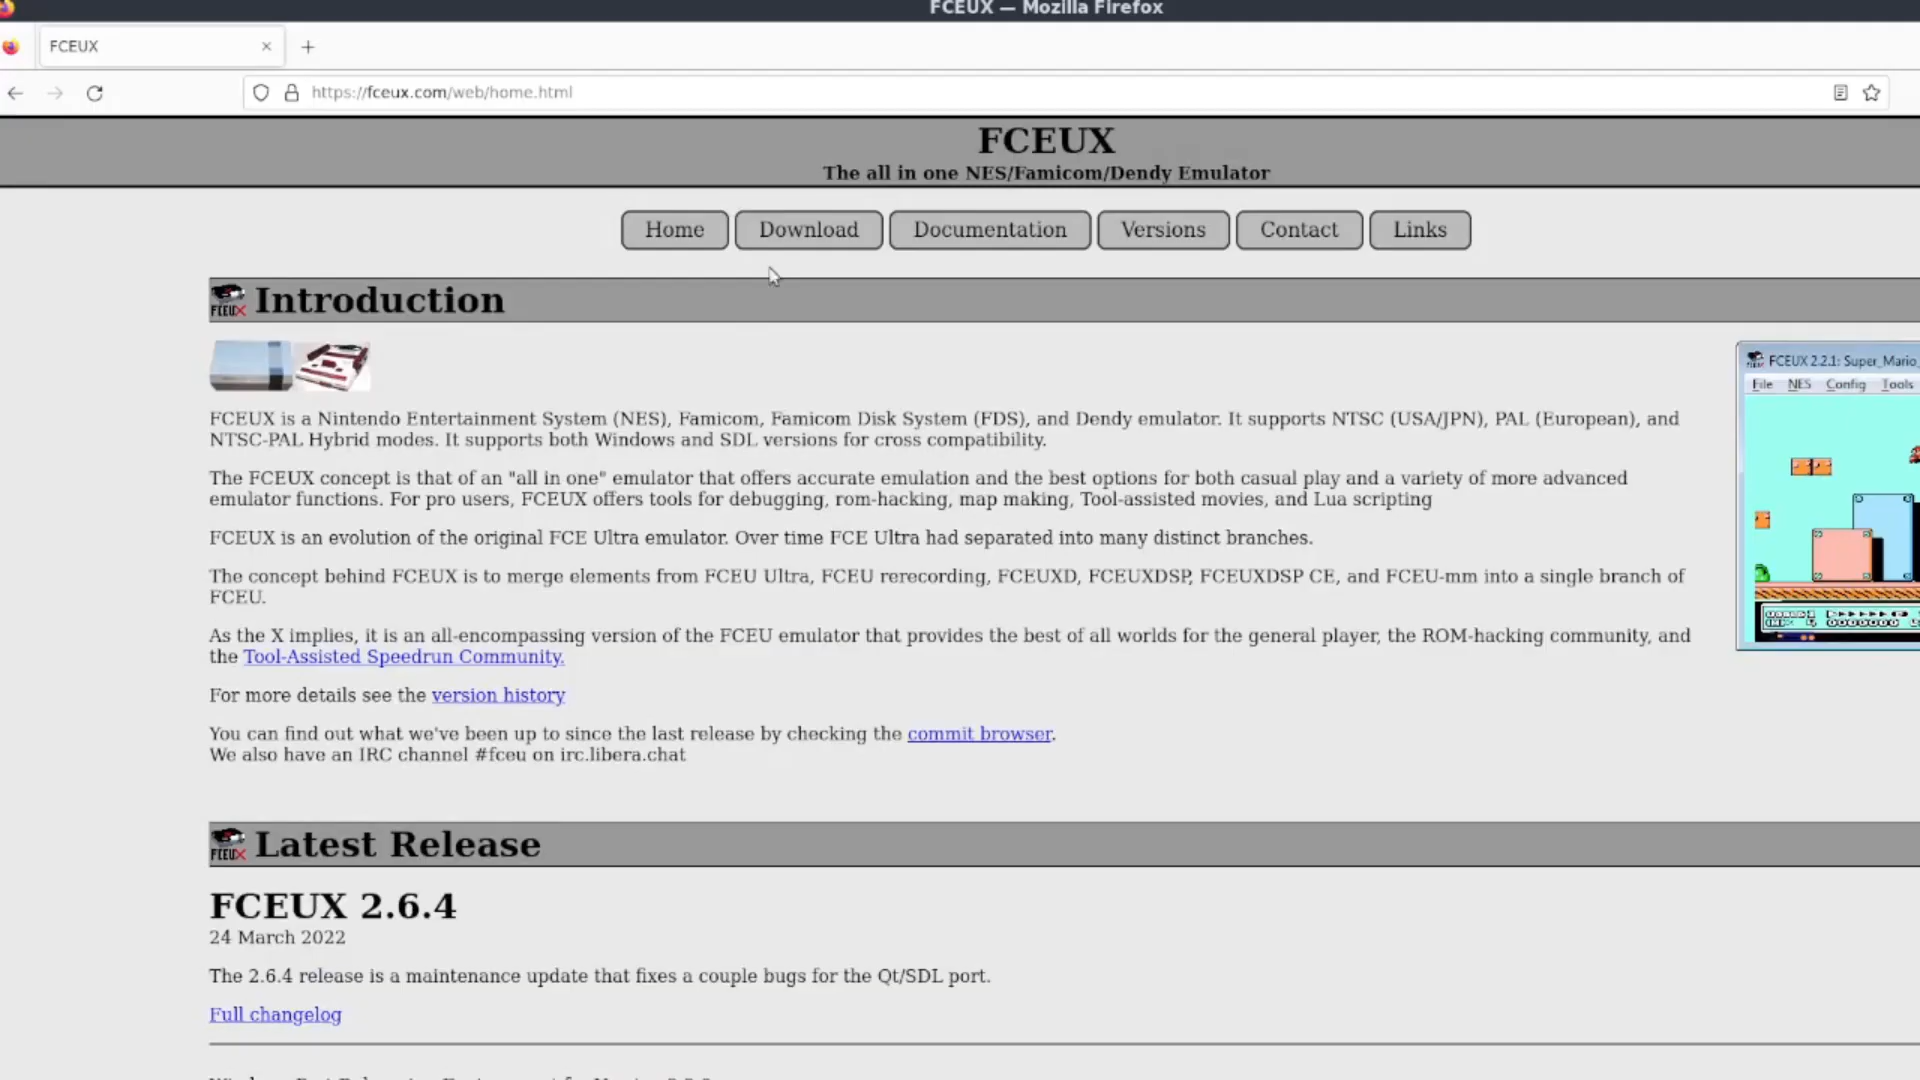 FCEUX — Mozilla Firefox
FCEUX
https://fceux.com/web/home.html
FCEUX
The all in one NES/Famicom/Dendy Emulator
Home
Download
Documentation
Versions
Contact
Links
Introduction
FCEUX is a Nintendo Entertainment System (NES), Famicom, Famicom Disk System (FDS), and Dendy emulator. It supports NTSC (USA/JPN), PAL (European), and
NTSC-PAL Hybrid modes. It supports both Windows and SDL versions for cross compatibility.
FCEUX 2.2.1: Super_Mario_
File NES Config Tools
The FCEUX concept is that of an "all in one" emulator that offers accurate emulation and the best options for both casual play and a variety of more advanced
emulator functions. For pro users, FCEUX offers tools for debugging, rom-hacking, map making, Tool-assisted movies, and Lua scripting
FCEUX is an evolution of the original FCE Ultra emulator. Over time FCE Ultra had separated into many distinct branches.
The concept behind FCEUX is to merge elements from FCEU Ultra, FCEU rerecording, FCEUXD, FCEUXDSP, FCEUXDSP CE, and FCEU-mm into a single branch of
FCEU.
As the X implies, it is an all-encompassing version of the FCEU emulator that provides the best of all worlds for the general player, the ROM-hacking community, and
the Tool-Assisted Speedrun Community.
For more details see the version history
You can find out what we've been up to since the last release by checking the commit browser.
We also have an IRC channel #fceu on irc.libera.chat
Latest Release
FCEUX 2.6.4
24 March 2022
The 2.6.4 release is a maintenance update that fixes a couple bugs for the Qt/SDL port.
Full changelog